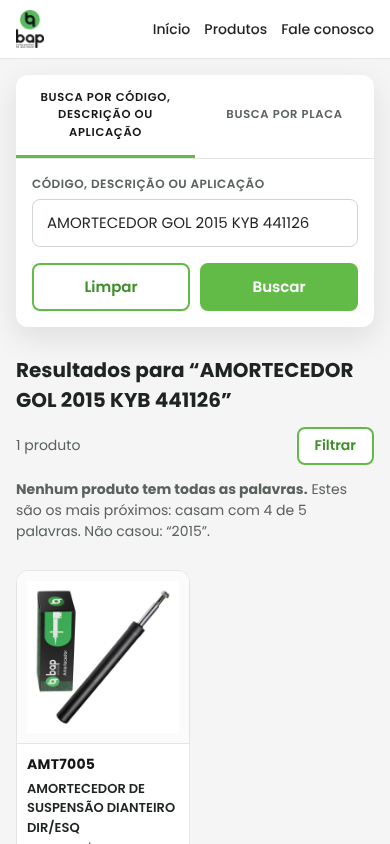 bap
Início Produtos Fale conosco
BUSCA POR CÓDIGO,
DESCRIÇÃO OU
APLICAÇÃO
BUSCA POR PLACA
CÓDIGO, DESCRIÇÃO OU APLICAÇÃO
AMORTECEDOR GOL 2015 KYB 441126
Limpar
Buscar
Resultados para “AMORTECEDOR
GOL 2015 KYB 441126”
1 produto
Filtrar
Nenhum produto tem todas as palavras. Estes
são os mais próximos: casam com 4 de 5
palavras. Não casou: “2015”.
bap
Amortecedor
AMT7005
AMORTECEDOR DE
SUSPENSÃO DIANTEIRO
DIR/ESQ